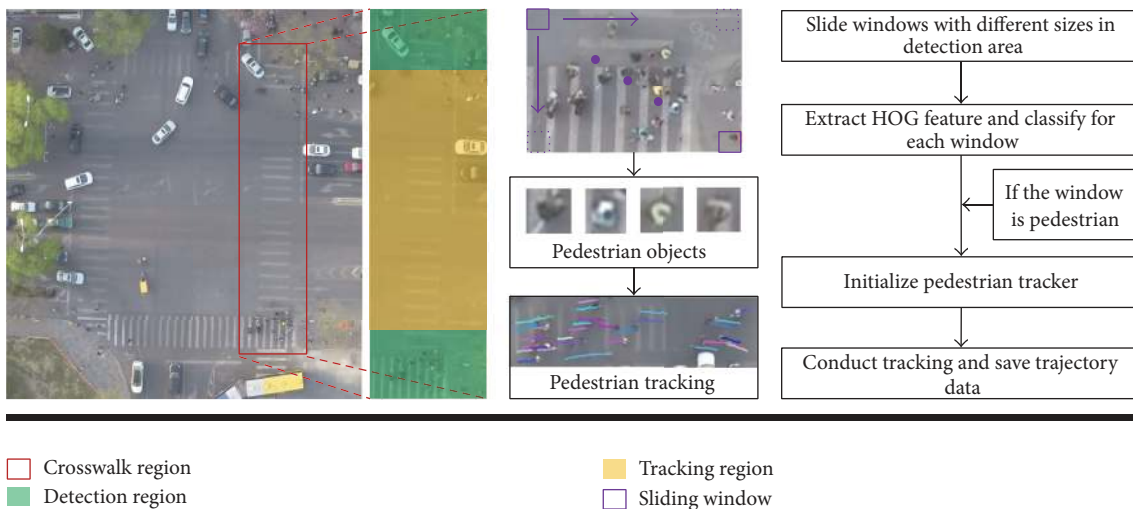 Pedestrian objects
Pedestrian tracking
Slide windows with different sizes in
detection area
Extract HOG feature and classify for
each window
If the window
is pedestrian
Initialize pedestrian tracker
Conduct tracking and save trajectory
data
Crosswalk region
Detection region
Tracking region
Sliding window